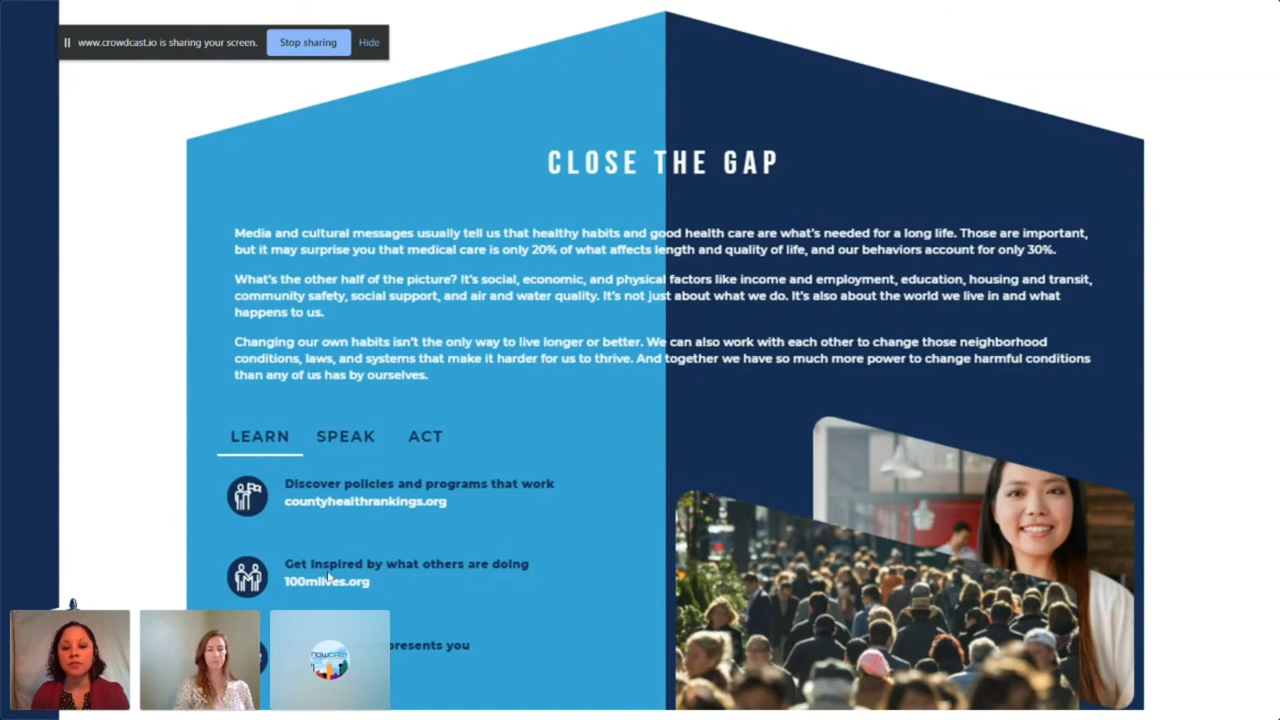 www.crowdcast.io is sharing your screen.
Stop sharing
Hide
CLOSE THE GAP
Media and cultural messages usually tell us that healthy habits and good health care are what's needed for a long life. Those are important,
but it may surprise you that medical care is only 20% of what affects length and quality of life, and our behaviors account for only 30%.
What's the other half of the picture? It's social, economic, and physical factors like income and employment, education, housing and transit,
community safety, social support, and air and water quality. It's not just about what we do. It's also about the world we live in and what
happens to us.
Changing our own habits isn't the only way to live longer or better. We can also work with each other to change those neighborhood
conditions, laws, and systems that make it harder for us to thrive. And together we have so much more power to change harmful conditions
than any of us has by ourselves.
LEARN SPEAK ACT
Discover policies and programs that work
countyhealthrankings.org
Get inspired by what others are doing
100mlives.org
presents you
NOWCAST